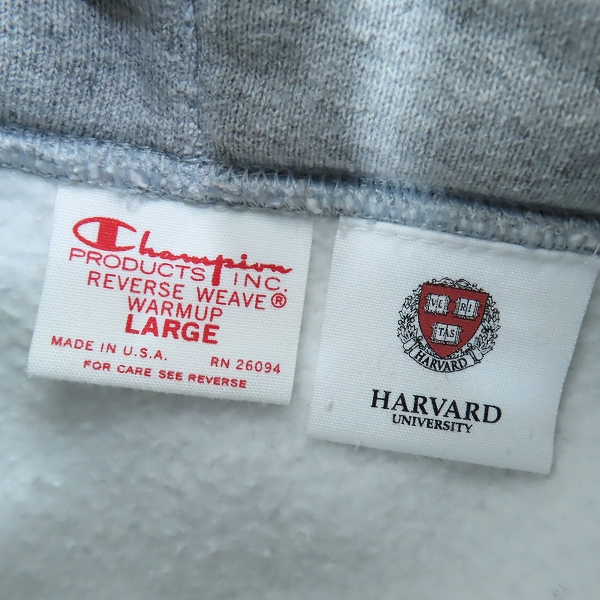 Champion
PRODUCTS INC.
REVERSE WEAVE®
WARMUP
LARGE
MADE IN U.S.A. RN 26094
FOR CARE SEE REVERSE
VE RI
TAS
HARVARD
UNIVERSITY